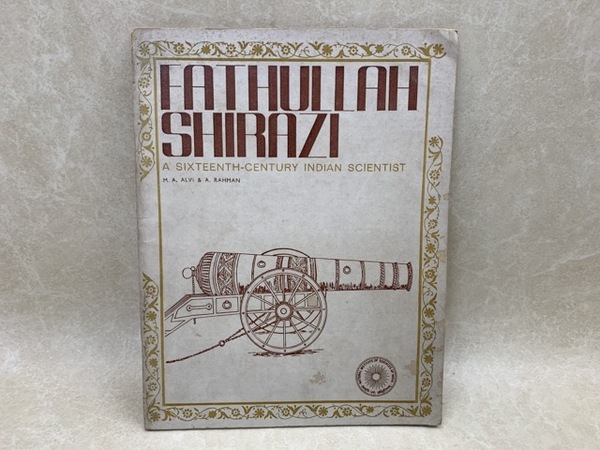 FATHULLAH
SHIRAZI
A SIXTEENTH-CENTURY INDIAN SCIENTIST
M. A. ALVI & A. RAHMAN